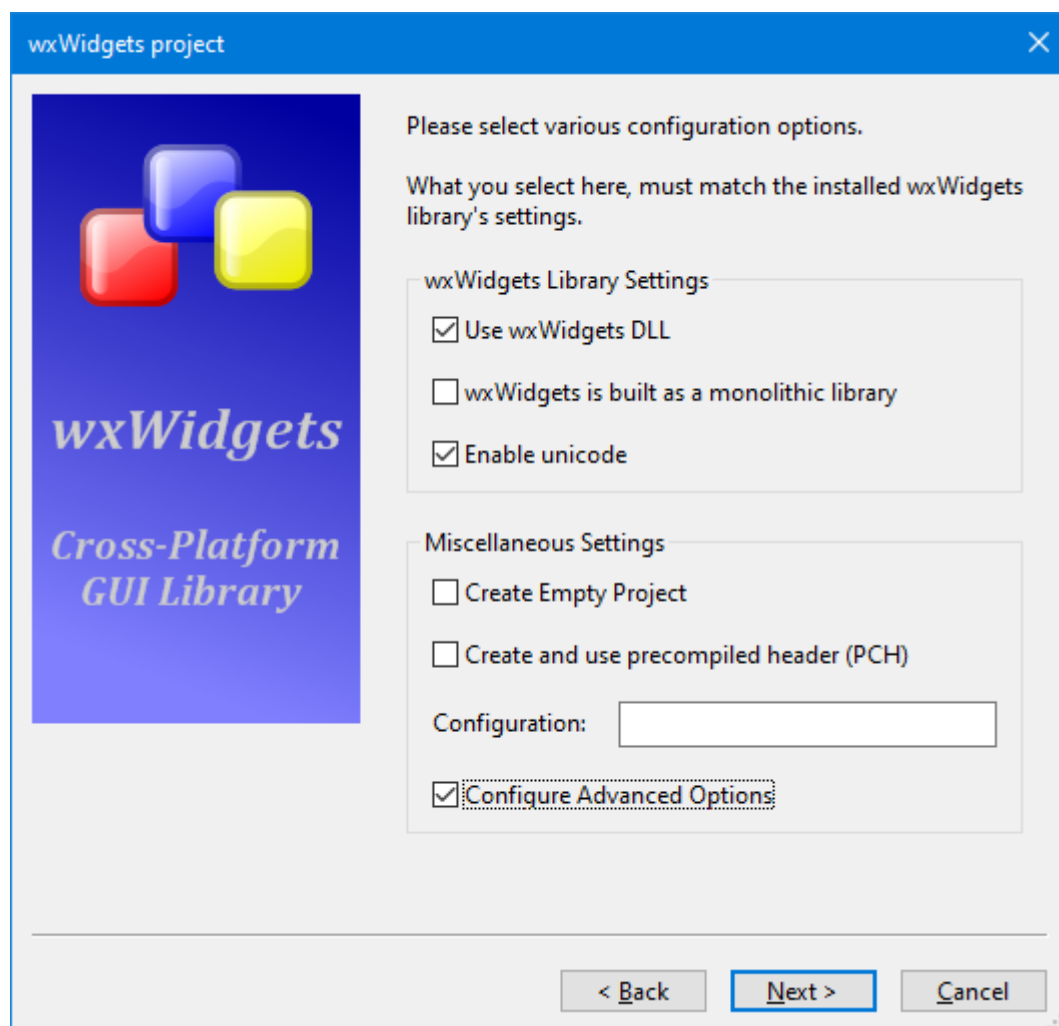 wxWidgets project
wxWidgets
Cross-Platform
GUI Library
Please select various configuration options.
What you select here, must match the installed wxWidgets
library's settings.
wxWidgets Library Settings
Use wxWidgets DLL
wxWidgets is built as a monolithic library
Enable unicode
Miscellaneous Settings
Create Empty Project
Create and use precompiled header (PCH)
Configuration:
Configure Advanced Options
< Back
Next >
Cancel